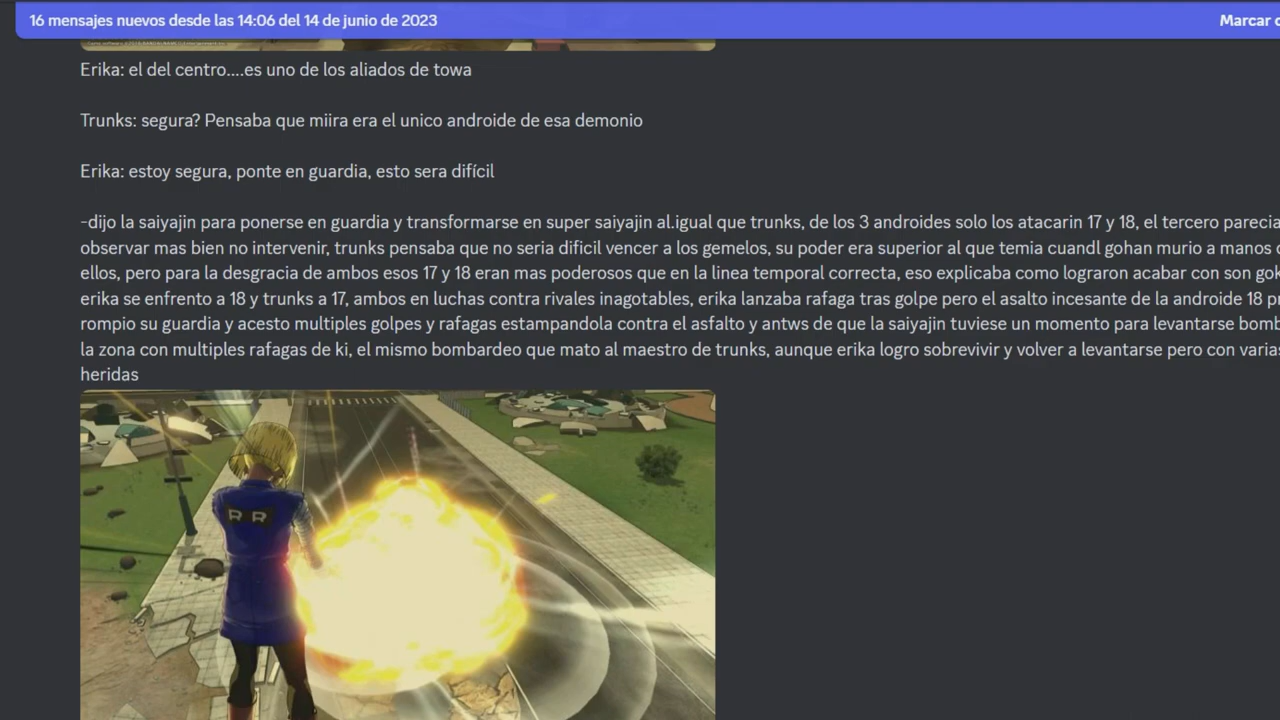 16 mensajes nuevos desde las 14:06 del 14 de junio de 2023
Marcar
Erika: el del centro....es uno de los aliados de towa
Trunks: segura? Pensaba que miira era el unico androide de esa demonio
Erika: estoy segura, ponte en guardia, esto sera difícil
-dijo la saiyajin para ponerse en guardia y transformarse en super saiyajin al.igual que trunks, de los 3 androides solo los atacarin 17 y 18, el tercero parecia
observar mas bien no intervenir, trunks pensaba que no seria dificil vencer a los gemelos, su poder era superior al que temia cuandl gohan murio a manos
ellos, pero para la desgracia de ambos esos 17 y 18 eran mas poderosos que en la linea temporal correcta, eso explicaba como lograron acabar con son
erika se enfrento a 18 y trunks a 17, ambos en luchas contra rivales inagotables, erika lanzaba rafaga tras golpe pero el asalto incesante de la androide 18
rompio su guardia y acesto multiples golpes y rafagas estampandola contra el asfalto y antws de que la saiyajin tuviese un momento para levantarse
la zona con multiples rafagas de ki, el mismo bombardeo que mato al maestro de trunks, aunque erika logro sobrevivir y volver a levantarse pero con varias
heridas
R R